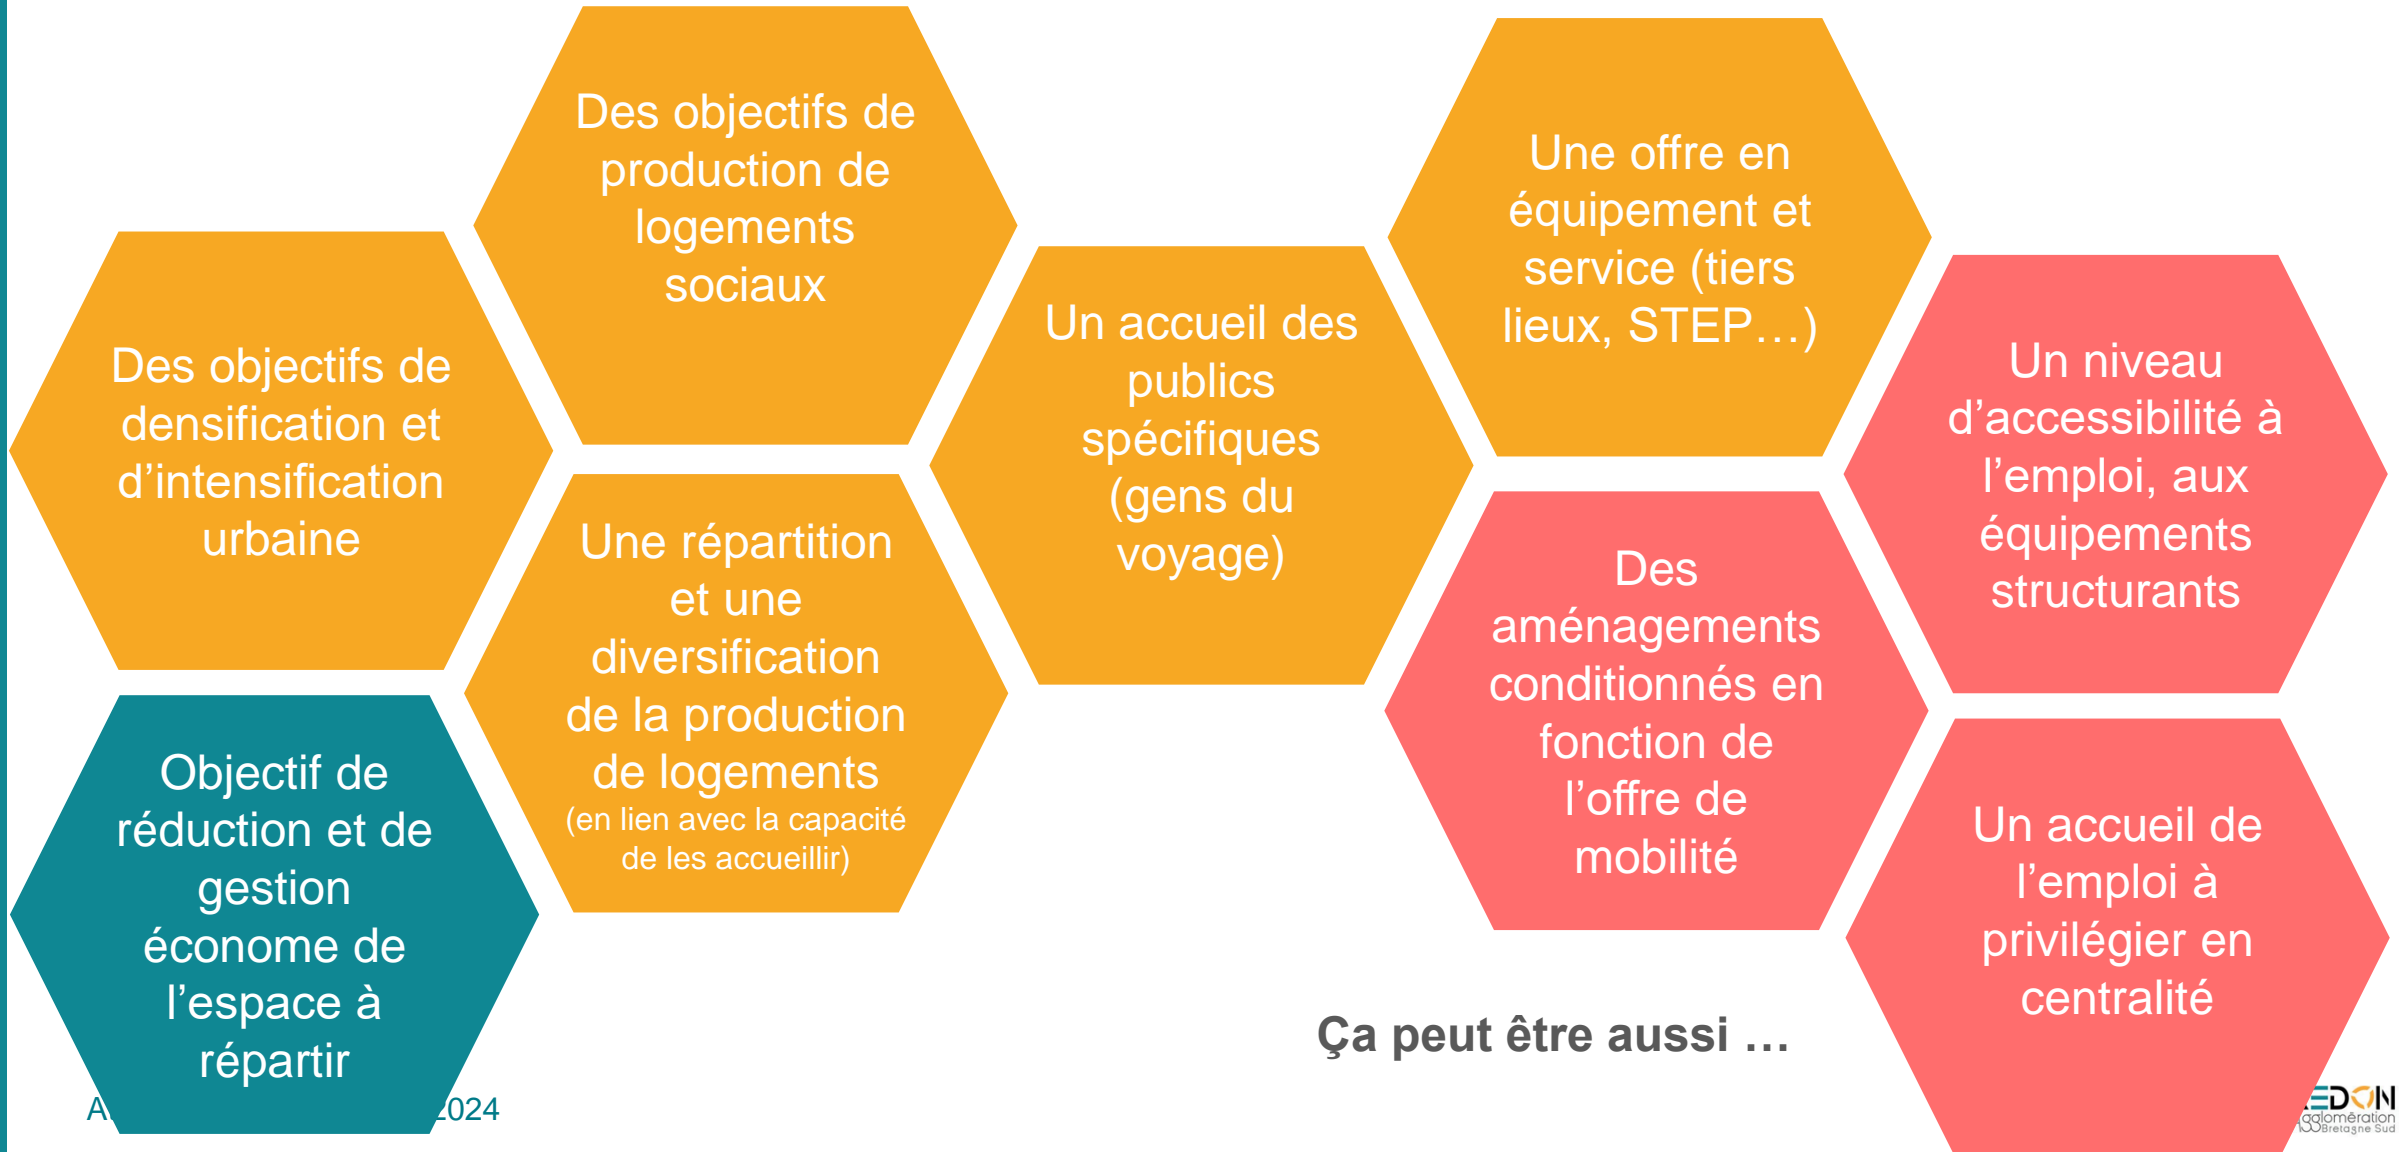 Des objectifs de
production de
logements
sociaux
Une offre en
équipement et
service (tiers
lieux, STEP…)
Des objectifs de
densification et
d’intensification
urbaine
Un accueil des
publics
spécifiques
(gens du
voyage)
Un niveau
d’accessibilité à
l’emploi, aux
équipements
structurants
Une répartition
et une
diversification
de la production
de logements
(en lien avec la capacité
de les accueillir)
Des
aménagements
conditionnés en
fonction de
l’offre de
mobilité
Objectif de
réduction et de
gestion
économe de
l’espace à
répartir
Un accueil de
l’emploi à
privilégier en
centralité
Ça peut être aussi …
2024
EDON
agglomération
Bretagne Sud